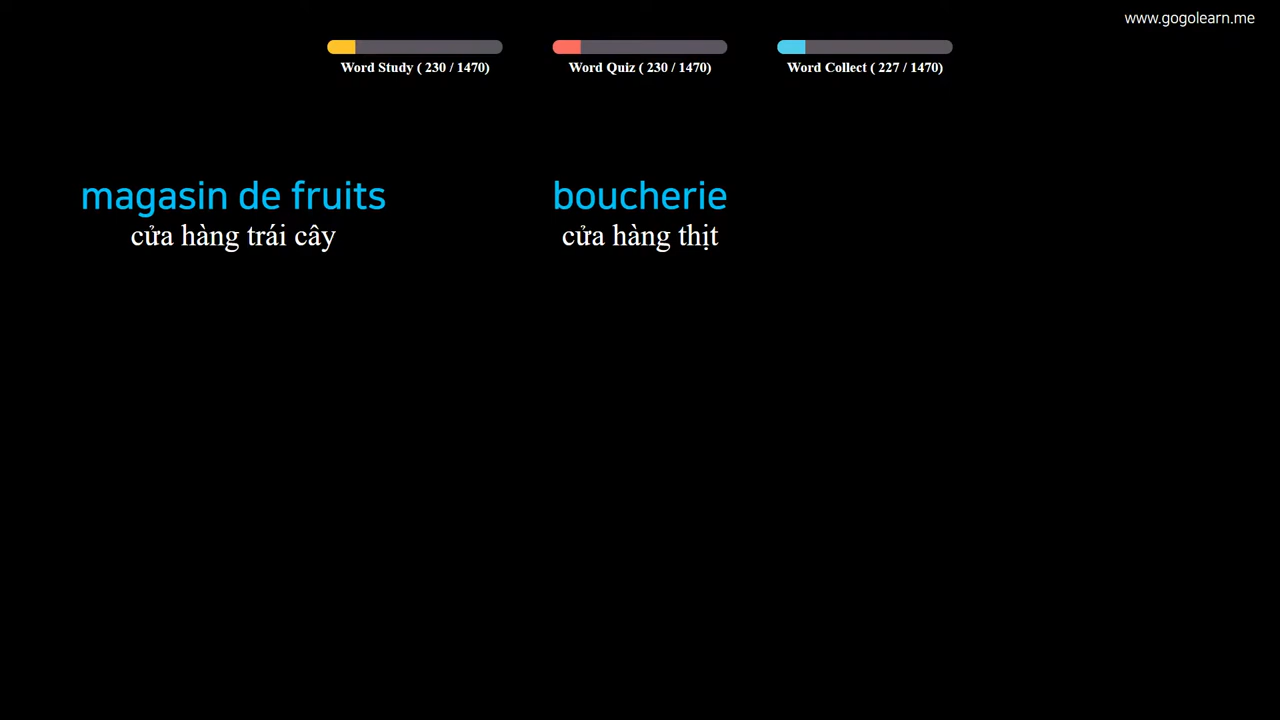 www.gogolearn.me
Word Study ( 230 / 1470)
Word Quiz ( 230 / 1470)
Word Collect ( 227 / 1470)
magasin de fruits
cửa hàng trái cây
boucherie
cửa hàng thịt